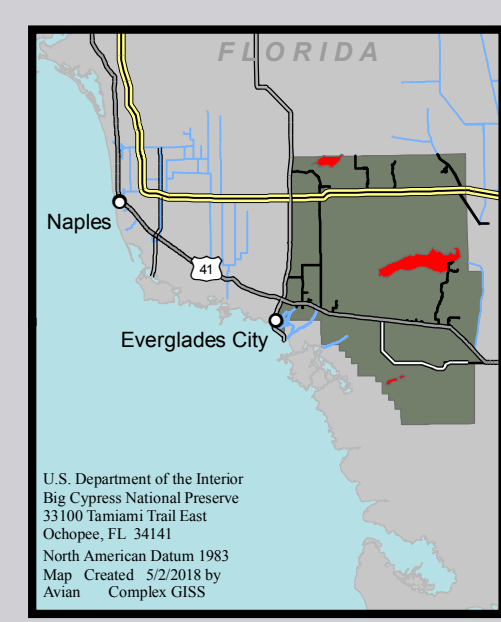 FLORIDA
Naples
41
Everglades City
U.S. Department of the Interior
Big Cypress National Preserve
33100 Tamiami Trail East
Ochopee, FL 34141
North American Datum 1983
Map Created 5/2/2018 by
Avian Complex GISS